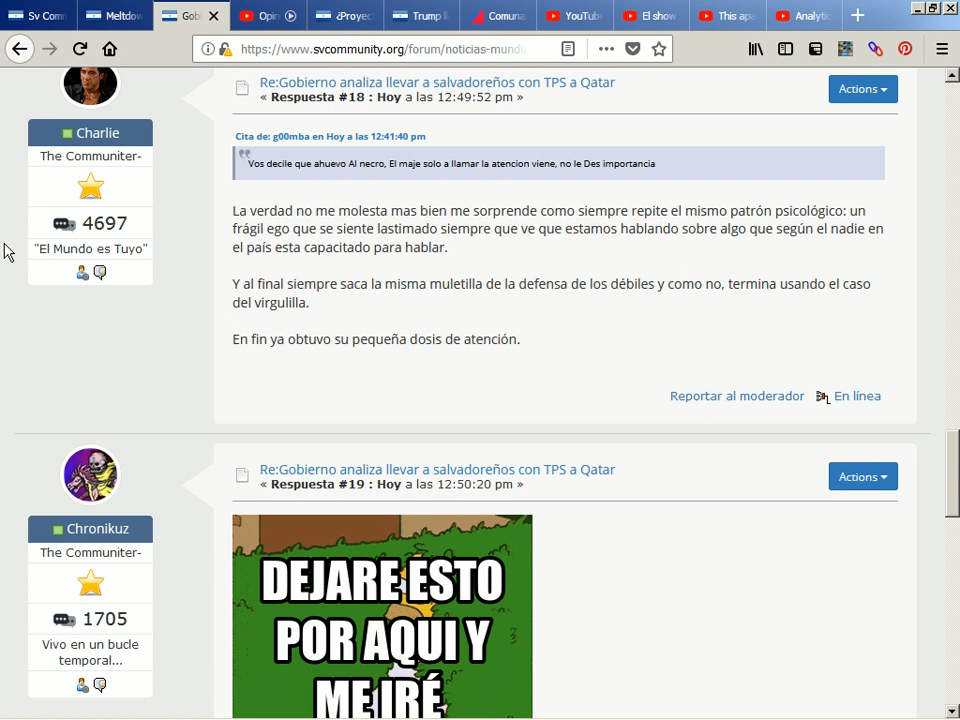 Sv Com
Meltdow
Gobi
Opin
¿Proye
Trump ll
Comuna
YouTub
El show
This apa
Analytic
https://www.svcommunity.org/forum/noticias-mundi
Re:Gobierno analiza llevar a salvadoreños con TPS a Qatar
« Respuesta #18 : Hoy a las 12:49:52 pm »
Actions
Charlie
The Communiter-
4697
"El Mundo es Tuyo"
Cita de: g00mba en Hoy a las 12:41:40 pm
Vos decile que ahuevo Al necro, El maje solo a llamar la atencion viene, no le Des importancia
La verdad no me molesta mas bien me sorprende como siempre repite el mismo patrón psicológico: un
frágil ego que se siente lastimado siempre que ve que estamos hablando sobre algo que según el nadie en
el país esta capacitado para hablar.
Y al final siempre saca la misma muletilla de la defensa de los débiles y como no, termina usando el caso
del virgulilla.
En fin ya obtuvo su pequeña dosis de atención.
Reportar al moderador
En línea
Re:Gobierno analiza llevar a salvadoreños con TPS a Qatar
« Respuesta #19 : Hoy a las 12:50:20 pm »
Actions
Chronikuz
The Communiter-
1705
Vivo en un bucle
temporal...
DEJARE ESTO
POR AQUI Y
ME IRÉ